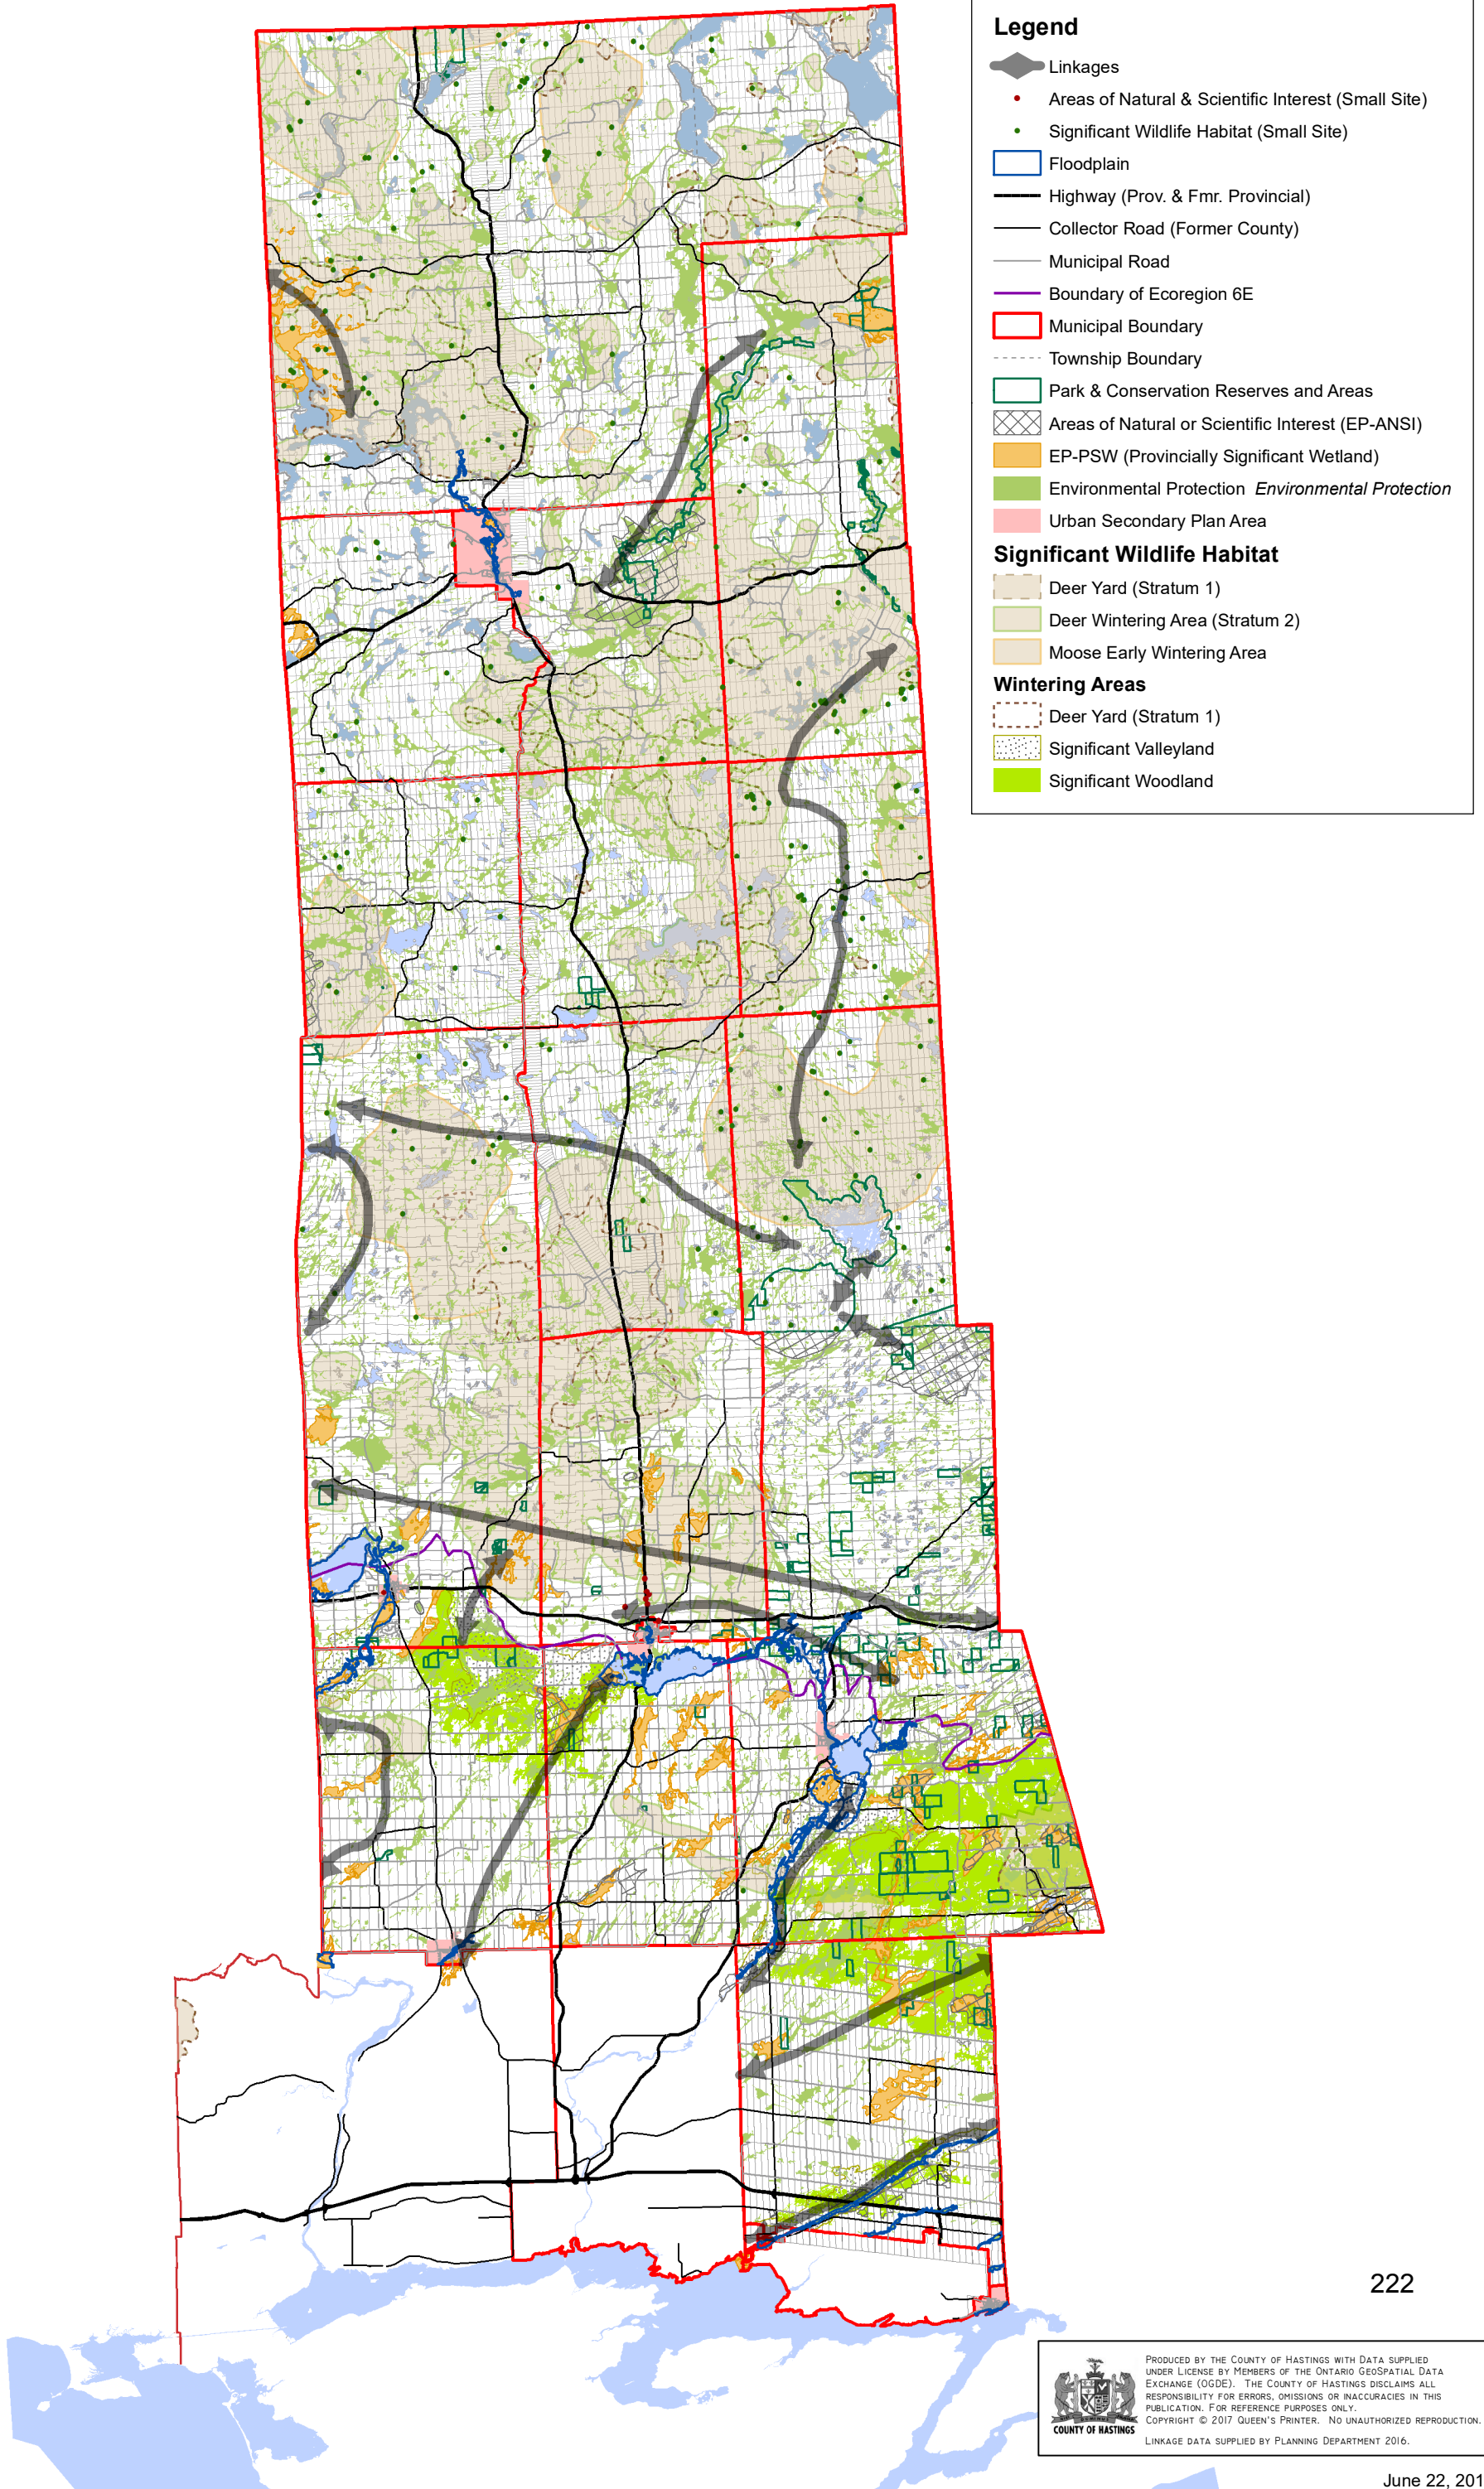 Legend
Linkages
Areas of Natural & Scientific Interest (Small Site)
Significant Wildlife Habitat (Small Site)
Floodplain
Highway (Prov. & Fmr. Provincial)
Collector Road (Former County)
Municipal Road
Boundary of Ecoregion 6E
Municipal Boundary
Township Boundary
Park & Conservation Reserves and Areas
Areas of Natural or Scientific Interest (EP-ANSI)
EP-PSW (Provincially Significant Wetland)
Environmental Protection Environmental Protection
Urban Secondary Plan Area
Significant Wildlife Habitat
Deer Yard (Stratum 1)
Deer Wintering Area (Stratum 2)
Moose Early Wintering Area
Wintering Areas
Deer Yard (Stratum 1)
Significant Valleyland
Significant Woodland
222
COUNTY OF HASTINGS
PRODUCED BY THE COUNTY OF HASTINGS WITH DATA SUPPLIED
UNDER LICENSE BY MEMBERS OF THE ONTARIO GEOSPATIAL DATA
EXCHANGE (OGDE). THE COUNTY OF HASTINGS DISCLAIMS ALL
RESPONSIBILITY FOR ERRORS, OMISSIONS OR INACCURACIES IN THIS
PUBLICATION. FOR REFERENCE PURPOSES ONLY.
COPYRIGHT © 2017 QUEEN'S PRINTER. NO UNAUTHORIZED REPRODUCTION.
LINKAGE DATA SUPPLIED BY PLANNING DEPARTMENT 2016.
June 22, 201